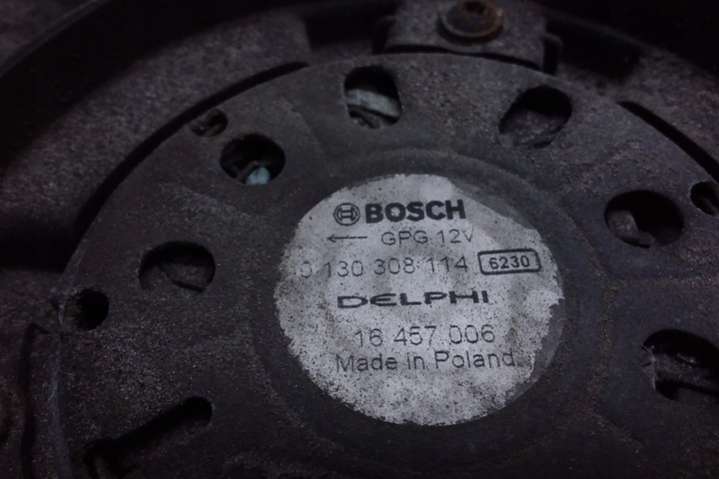 BOSCH
← GPG 12V
0 130 308 114 6230
DELPHI
16 457 006
Made in Poland